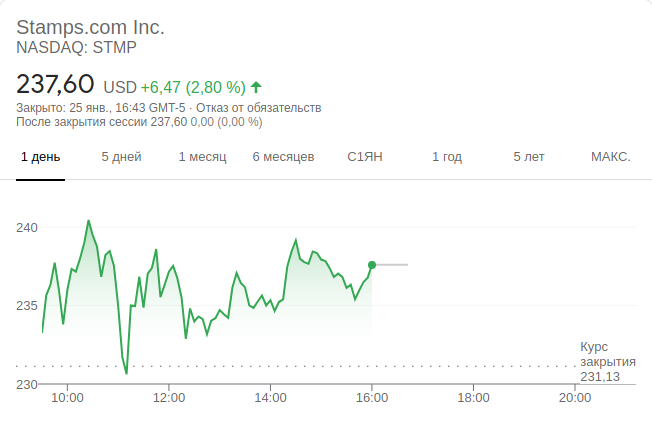 Stamps.com Inc.
NASDAQ: STMP
237,60 USD +6,47 (2,80 %)
Закрыто: 25 янв., 16:43 GMT-5 · Отказ от обязательств
После закрытия сессии 237,60 0,00 (0,00 %)
1 день 5 дней 1 месяц 6 месяцев С1ЯН 1 год 5 лет МАКС.
240
235
Курс
закрытия
231,13
230
10:00 12:00 14:00 16:00 18:00 20:00